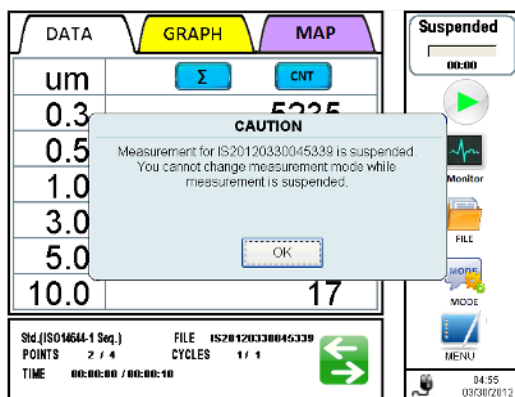 DATA
GRAPH
MAP
um
Σ
CNT
0.3
5235
0.5
1.0
3.0
5.0
10.0
17
CAUTION
Measurement for IS20120330045339 is suspended.
You cannot change measurement mode while
measurement is suspended.
OK
Std.(ISO14644-1 Seq.)
FILE IS20120330045339
POINTS 2 / 4
CYCLES 1 / 1
TIME 00:00:00 / 00:00:10
Suspended
00:00
Monitor
FILE
MODE
MODE
MENU
04:55
03/30/2012